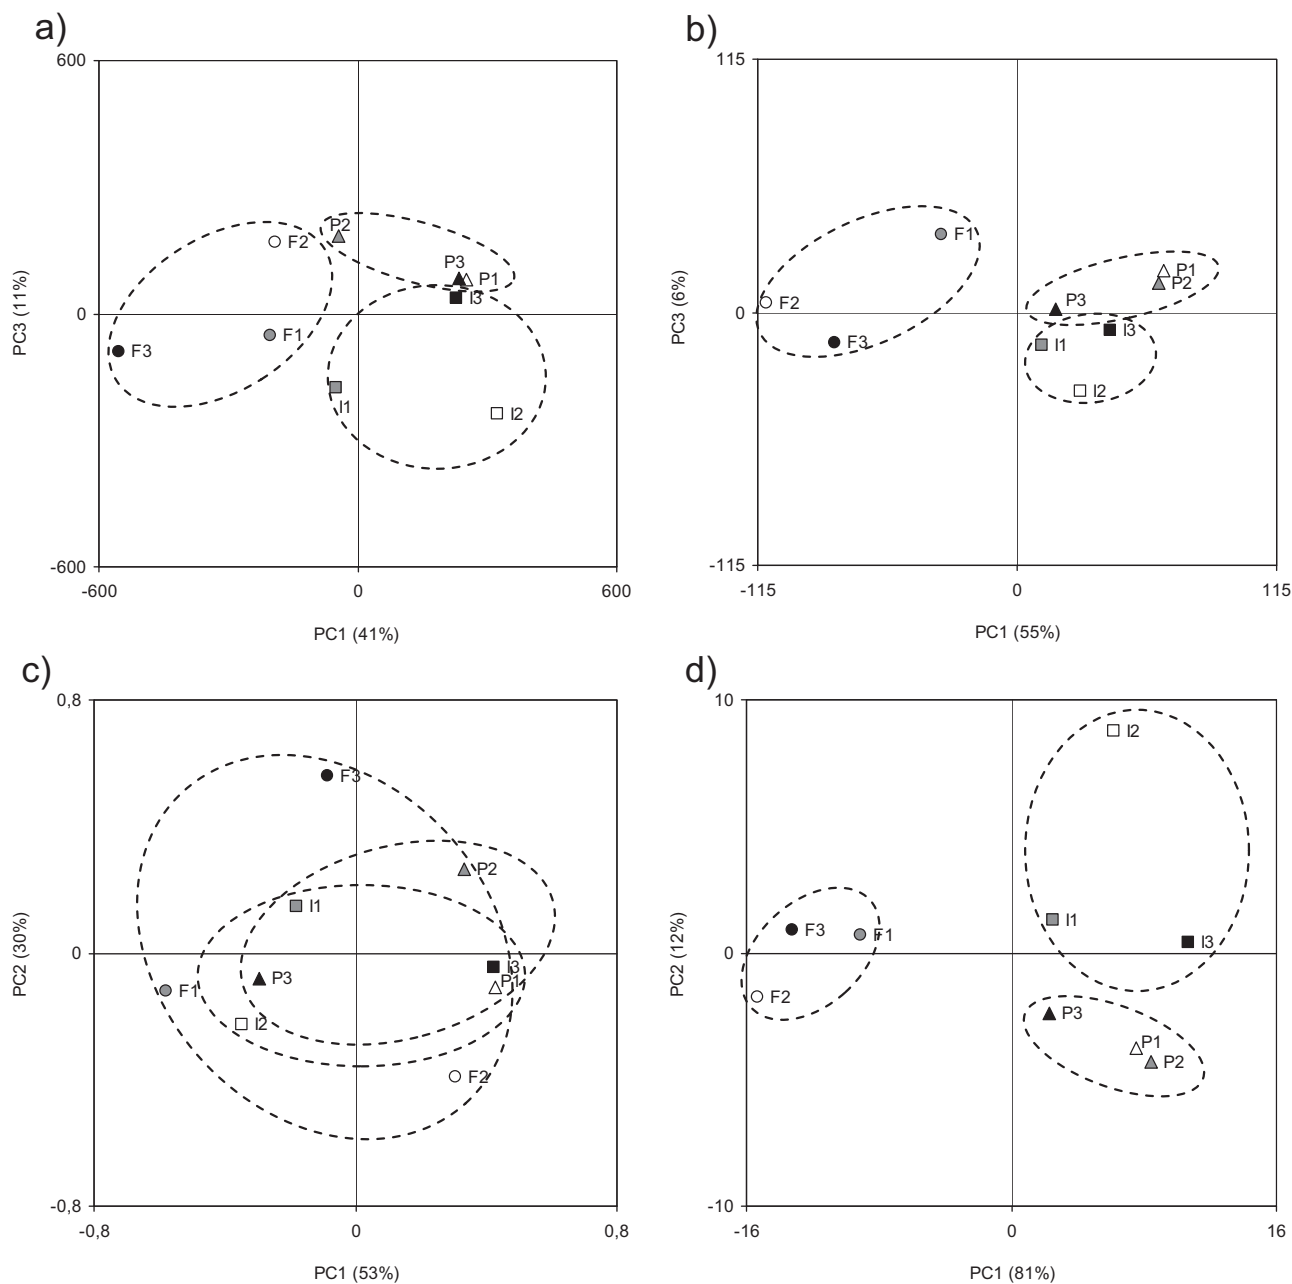 a)
600
P2
F2
P3
P1
I3
0
F1
F3
I1
I2
-600
-600
0
600
PC3 (11%)
PC1 (41%)
b)
115
F1
P1
P2
F2
P3
0
I3
F3
I1
I2
-115
-115
0
115
PC3 (6%)
PC1 (55%)
c)
0,8
F3
P2
I1
0
I3
P3
P1
F1
I2
F2
-0,8
-0,8
0
0,8
PC2 (30%)
PC1 (53%)
d)
10
I2
I1
F3
F1
I3
0
F2
P3
P1
P2
-10
-16
0
16
PC2 (12%)
PC1 (81%)